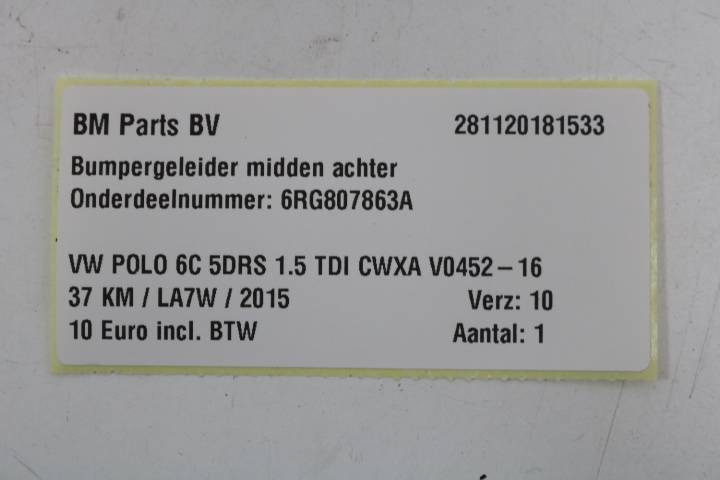 BM Parts BV 281120181533
Bumpergeleider midden achter
Onderdeelnummer: 6RG807863A
VW POLO 6C 5DRS 1.5 TDI CWXA V0452-16
37 KM / LA7W / 2015 Verz: 10
10 Euro incl. BTW Aantal: 1